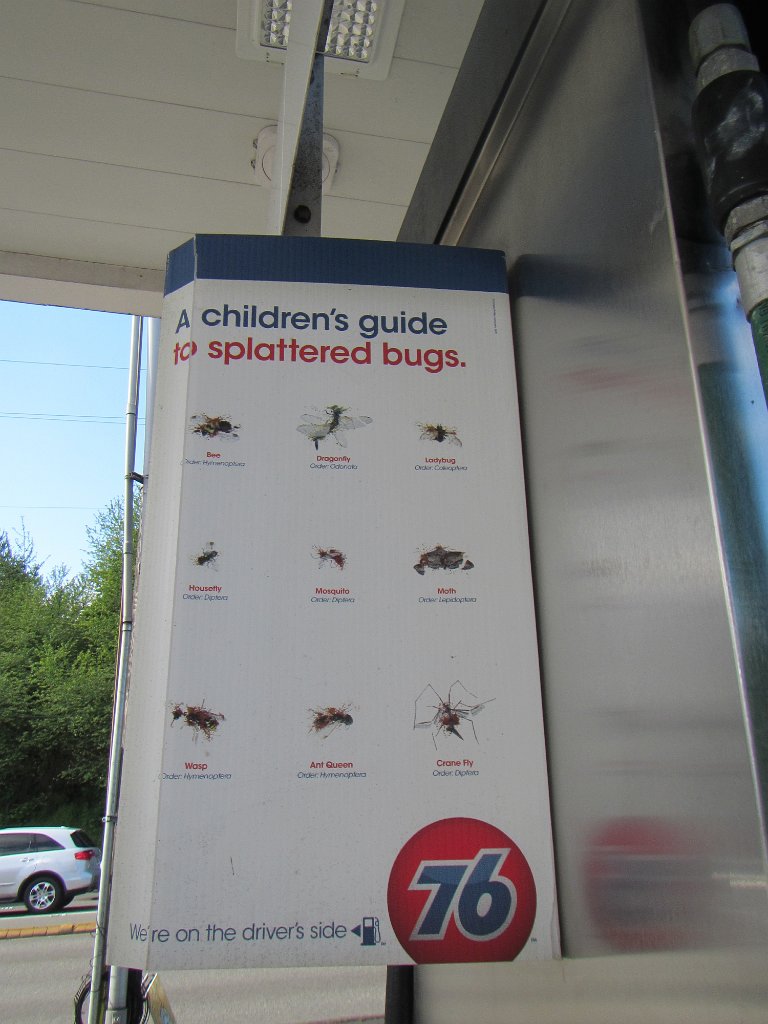 A children's guide
to splattered bugs.
Bee
Order: Hymenoptera
Dragonfly
Order: Odonata
Ladybug
Order: Coleoptera
Housefly
Order: Diptera
Mosquito
Order: Diptera
Moth
Order: Lepidoptera
Wasp
Order: Hymenoptera
Ant Queen
Order: Hymenoptera
Crane Fly
Order: Diptera
76
We're on the driver's side